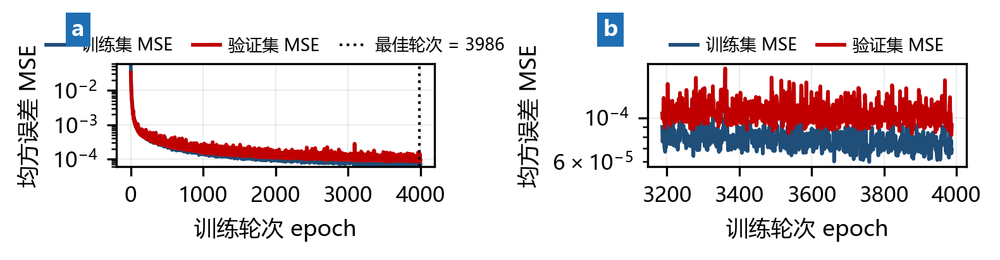 a
训练集 MSE 验证集 MSE 最佳轮次 = 3986
均方误差 MSE
10⁻²
10⁻³
10⁻⁴
0 1000 2000 3000 4000
训练轮次 epoch
b
训练集 MSE 验证集 MSE
均方误差 MSE
10⁻⁴
6 × 10⁻⁵
3200 3400 3600 3800 4000
训练轮次 epoch